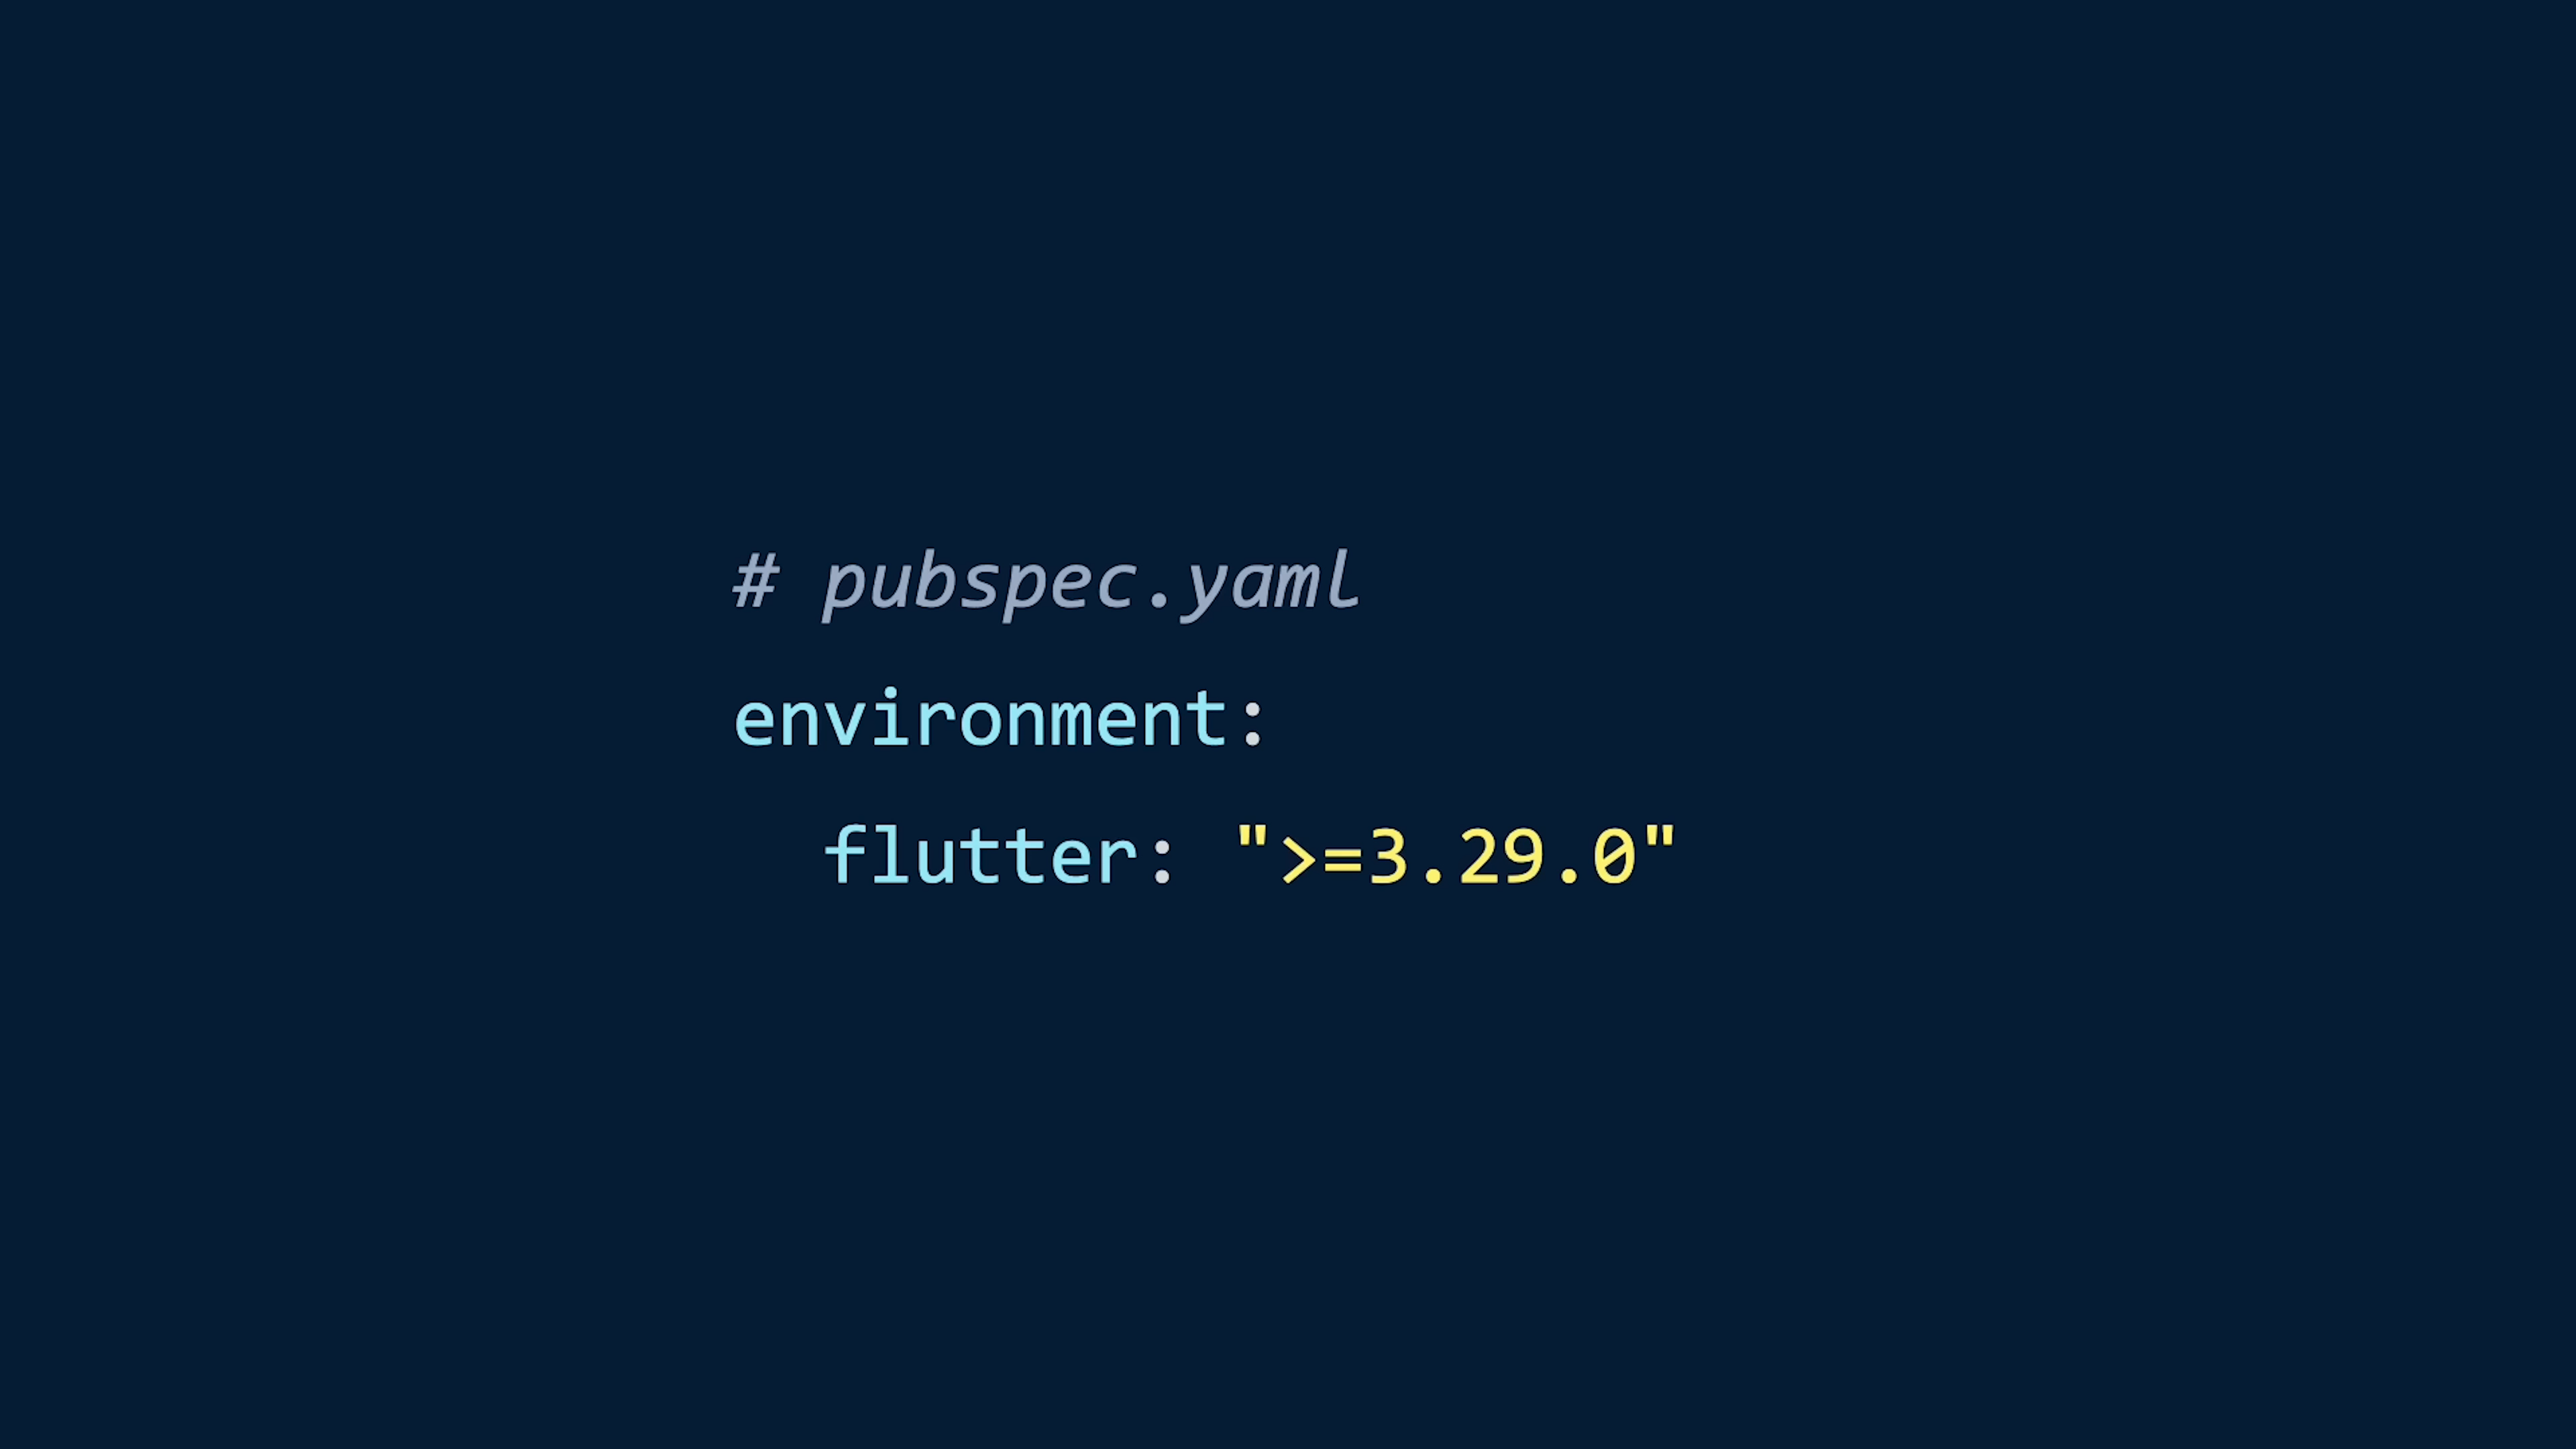 # pubspec.yaml
environment:
  flutter: ">=3.29.0"